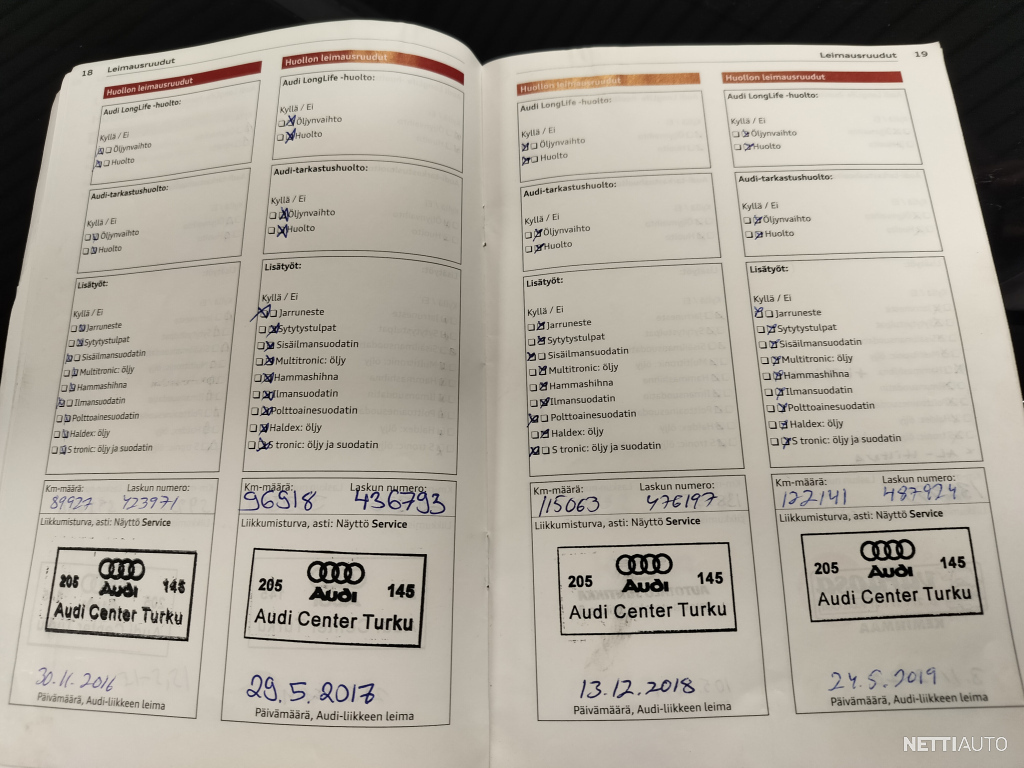 18 Leimausruudut
Huollon leimausruudut
Audi LongLife -huolto:
Kyllä / Ei
Öljynvaihto
Huolto
Audi-tarkastushuolto:
Kyllä / Ei
Öljynvaihto
Huolto
Lisätyöt:
Kyllä / Ei
Jarruneste
Sytytystulpat
Sisäilmansuodatin
Multitronic: öljy
Hammashihna
Ilmansuodatin
Polttoainesuodatin
Haldex: öljy
S tronic: öljy ja suodatin
Km-määrä: Laskun numero:
89927 423971
Liikkumisturva, asti: Näyttö Service
205 Audi 145
Audi Center Turku
30.11.2016
Päivämäärä, Audi-liikkeen leima
Huollon leimausruudut
Audi LongLife -huolto:
Kyllä / Ei
Öljynvaihto
Huolto
Audi-tarkastushuolto:
Kyllä / Ei
Öljynvaihto
Huolto
Lisätyöt:
Kyllä / Ei
Jarruneste
Sytytystulpat
Sisäilmansuodatin
Multitronic: öljy
Hammashihna
Ilmansuodatin
Polttoainesuodatin
Haldex: öljy
S tronic: öljy ja suodatin
Km-määrä: Laskun numero:
96918 436793
Liikkumisturva, asti: Näyttö Service
205 Audi 145
Audi Center Turku
29.5.2017
Päivämäärä, Audi-liikkeen leima
Leimausruudut 19
Huollon leimausruudut
Audi LongLife -huolto:
Kyllä / Ei
Öljynvaihto
Huolto
Audi-tarkastushuolto:
Kyllä / Ei
Öljynvaihto
Huolto
Lisätyöt:
Kyllä / Ei
Jarruneste
Sytytystulpat
Sisäilmansuodatin
Multitronic: öljy
Hammashihna
Ilmansuodatin
Polttoainesuodatin
Haldex: öljy
S tronic: öljy ja suodatin
Km-määrä: Laskun numero:
115063 476197
Liikkumisturva, asti: Näyttö Service
205 Audi 145
Audi Center Turku
13.12.2018
Päivämäärä, Audi-liikkeen leima
Huollon leimausruudut
Audi LongLife -huolto:
Kyllä / Ei
Öljynvaihto
Huolto
Audi-tarkastushuolto:
Kyllä / Ei
Öljynvaihto
Huolto
Lisätyöt:
Kyllä / Ei
Jarruneste
Sytytystulpat
Sisäilmansuodatin
Multitronic: öljy
Hammashihna
Ilmansuodatin
Polttoainesuodatin
Haldex: öljy
S tronic: öljy ja suodatin
Km-määrä: Laskun numero:
122141 487924
Liikkumisturva, asti: Näyttö Service
205 Audi 145
Audi Center Turku
24.5.2019
Päivämäärä, Audi-liikkeen leima
NETTIAUTO